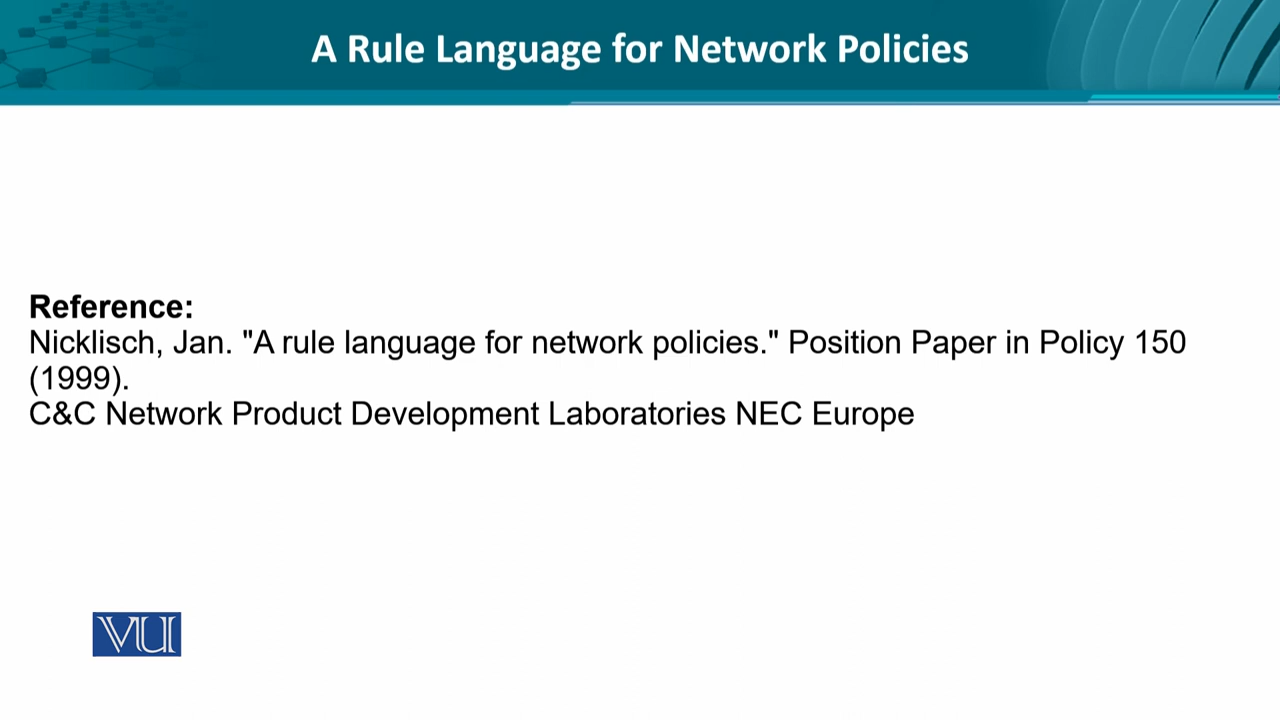 A Rule Language for Network Policies
Reference:
Nicklisch, Jan. "A rule language for network policies." Position Paper in Policy 150
(1999).
C&C Network Product Development Laboratories NEC Europe
VU